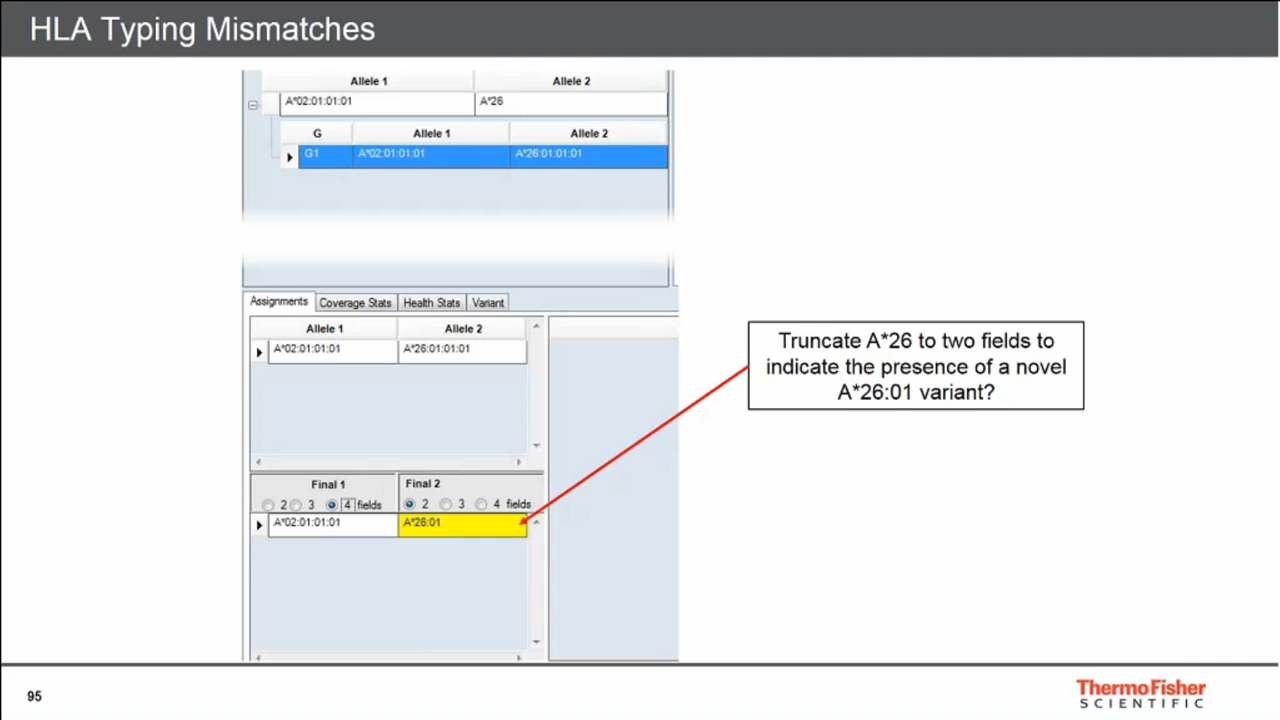 HLA Typing Mismatches
Allele 1 Allele 2
A*02:01:01:01 A*26
G Allele 1 Allele 2
G1 A*02:01:01:01 A*26:01:01:01
Assignments Coverage Stats Health Stats Variant
Allele 1 Allele 2
A*02:01:01:01 A*26:01:01:01
Truncate A*26 to two fields to
indicate the presence of a novel
A*26:01 variant?
Final 1 Final 2
2 3 4 fields 2 3 4 fields
A*02:01:01:01 A*26:01
95
ThermoFisher
SCIENTIFIC